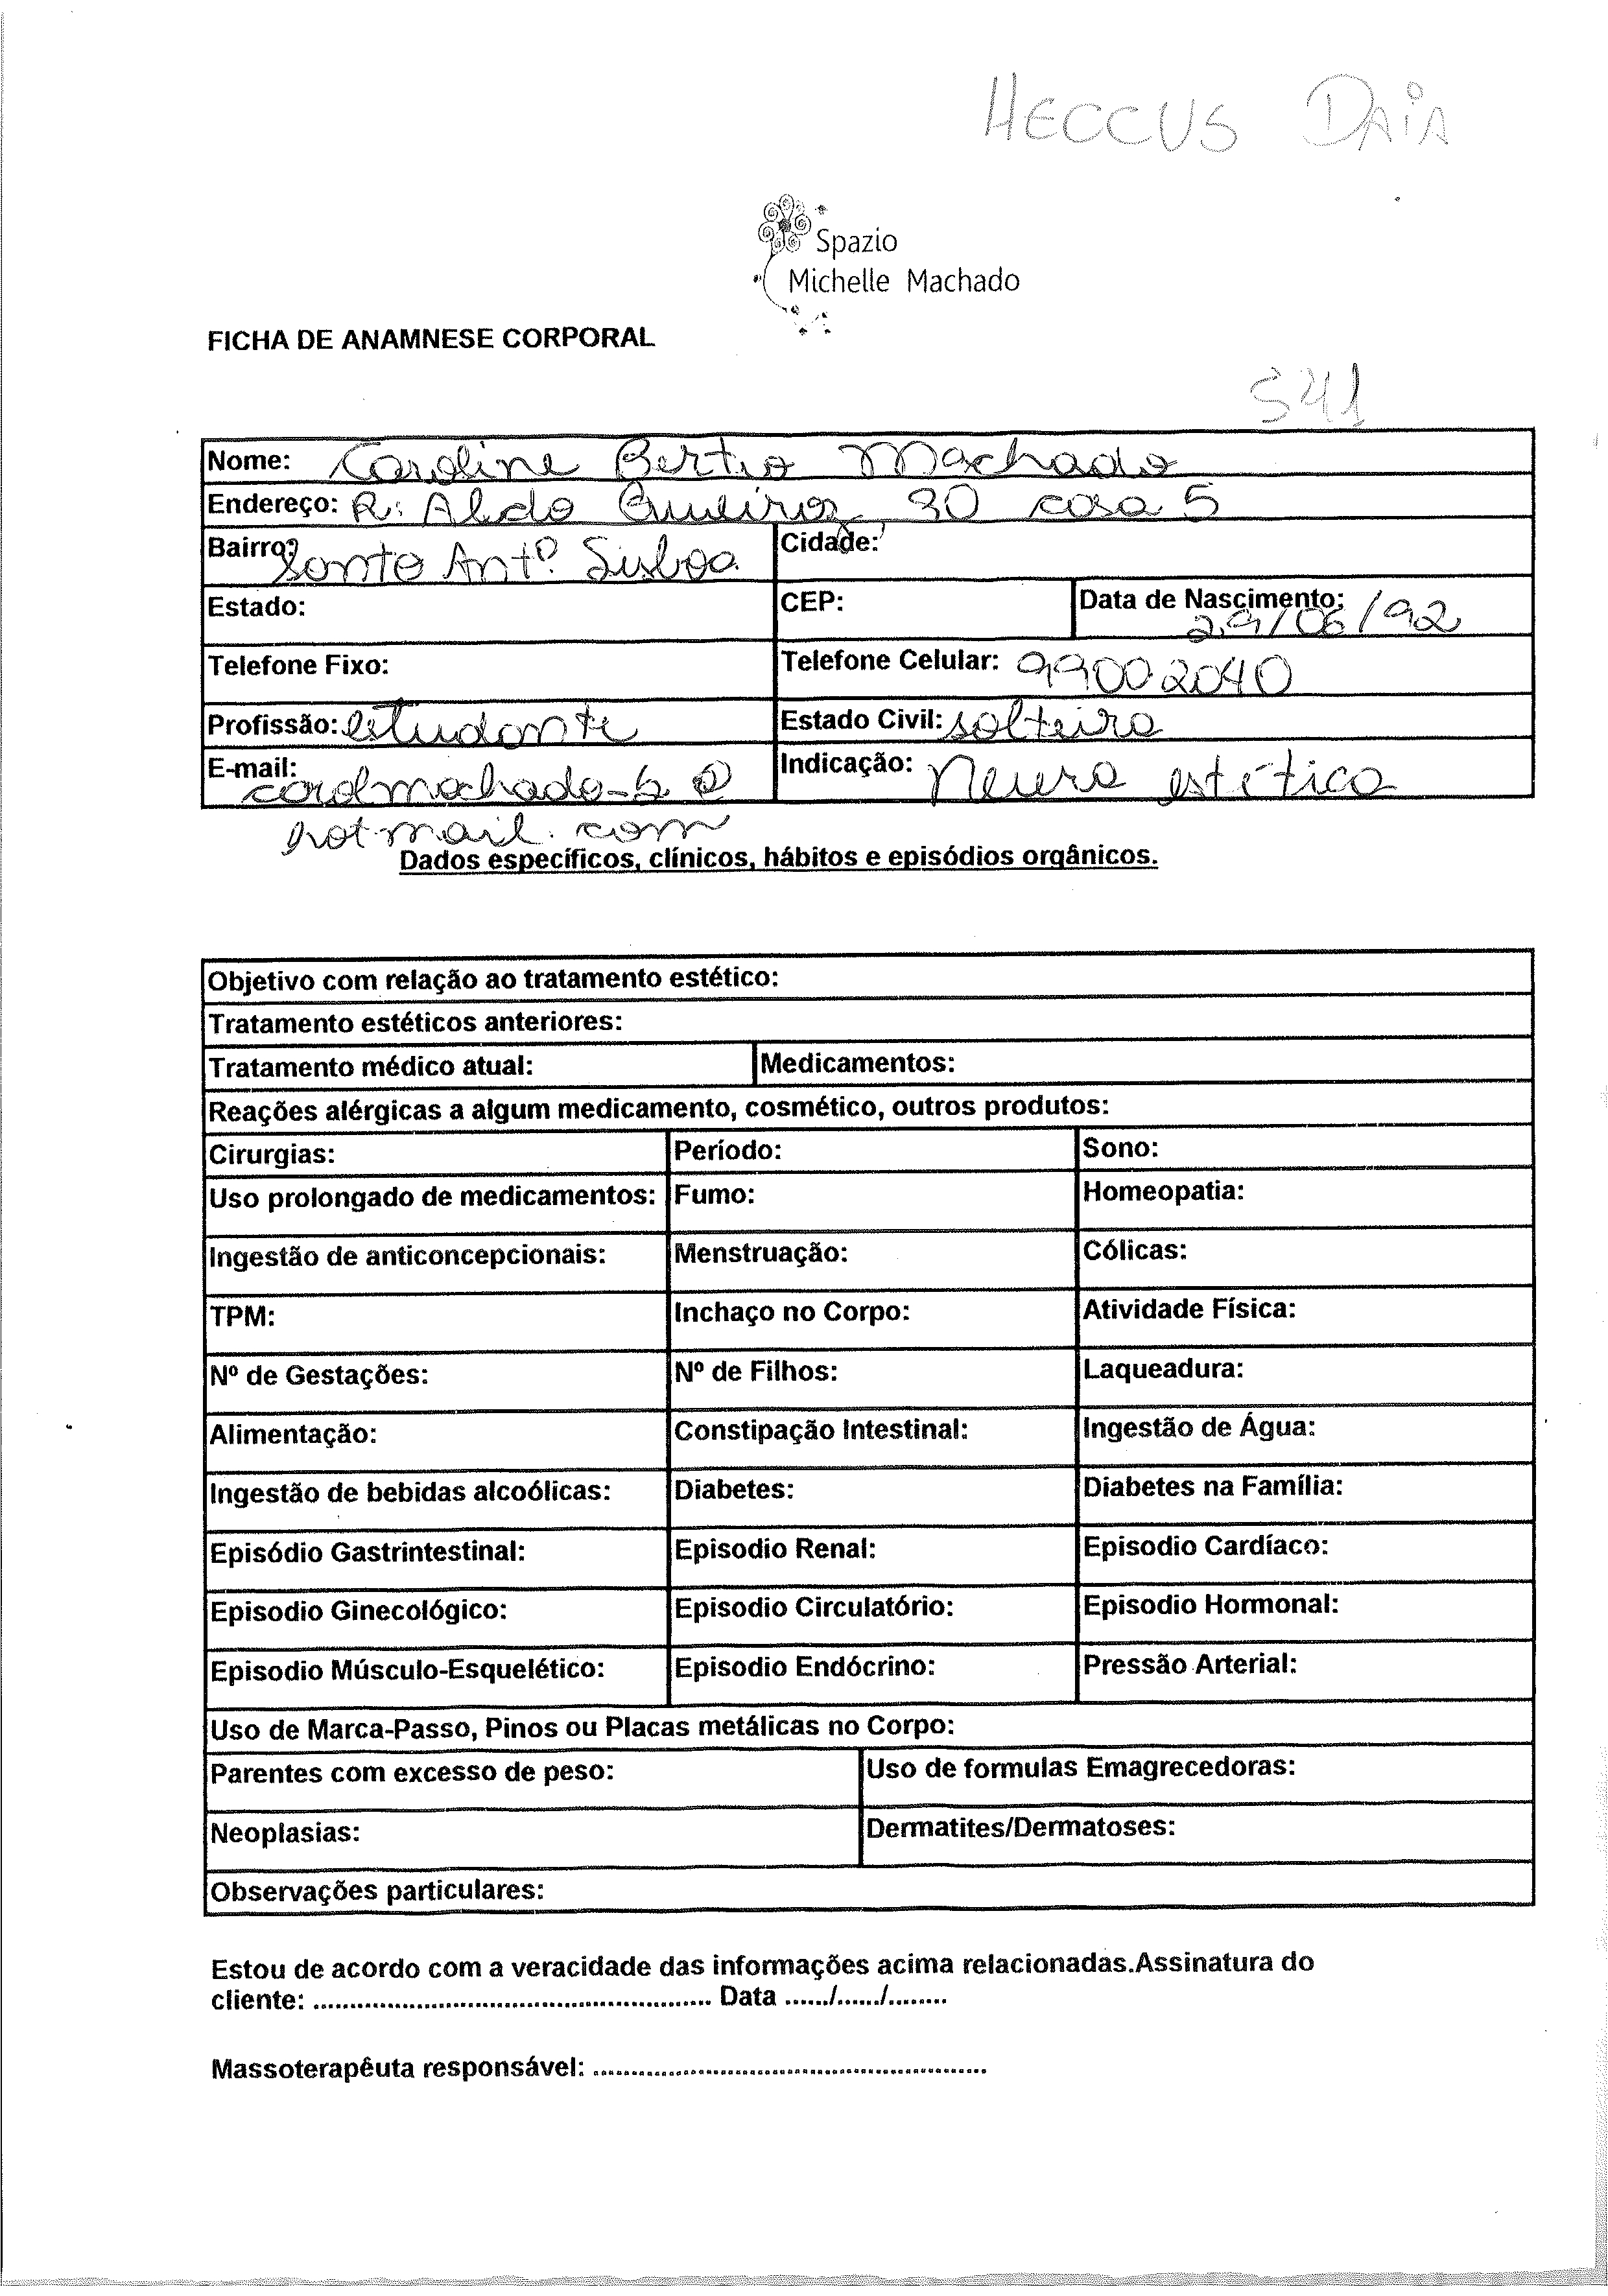 HECCUS DAIA
Spazio
Michelle Machado
FICHA DE ANAMNESE CORPORAL
541
Nome: Caroline Machado
Endereço: R: Aldo Queiroz 30 casa 5
Bairro: Santo Antº. Lisboa Cidade:
Estado: CEP: Data de Nascimento: 29/06/92
Telefone Fixo: Telefone Celular: 99002040
Profissão: estudante Estado Civil: solteira
E-mail: Indicação: Neura estética
hotmail.com
Dados específicos, clínicos, hábitos e episódios orgânicos.
Objetivo com relação ao tratamento estético:
Tratamento estéticos anteriores:
Tratamento médico atual: Medicamentos:
Reações alérgicas a algum medicamento, cosmético, outros produtos:
Cirurgias: Período: Sono:
Uso prolongado de medicamentos: Fumo: Homeopatia:
Ingestão de anticoncepcionais: Menstruação: Cólicas:
TPM: Inchaço no Corpo: Atividade Física:
Nº de Gestações: Nº de Filhos: Laqueadura:
Alimentação: Constipação Intestinal: Ingestão de Água:
Ingestão de bebidas alcoólicas: Diabetes: Diabetes na Família:
Episódio Gastrintestinal: Episodio Renal: Episodio Cardíaco:
Episodio Ginecológico: Episodio Circulatório: Episodio Hormonal:
Episodio Músculo-Esquelético: Episodio Endócrino: Pressão Arterial:
Uso de Marca-Passo, Pinos ou Placas metálicas no Corpo:
Parentes com excesso de peso: Uso de formulas Emagrecedoras:
Neoplasias: Dermatites/Dermatoses:
Observações particulares:
Estou de acordo com a veracidade das informações acima relacionadas.Assinatura do
cliente: ...................................................... Data ....../....../........
Massoterapêuta responsável: .....................................................